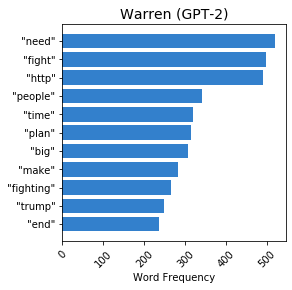 Warren (GPT-2)
"need"
"fight"
"http"
"people"
"time"
"plan"
"big"
"make"
"fighting"
"trump"
"end"
0 100 200 300 400 500
Word Frequency